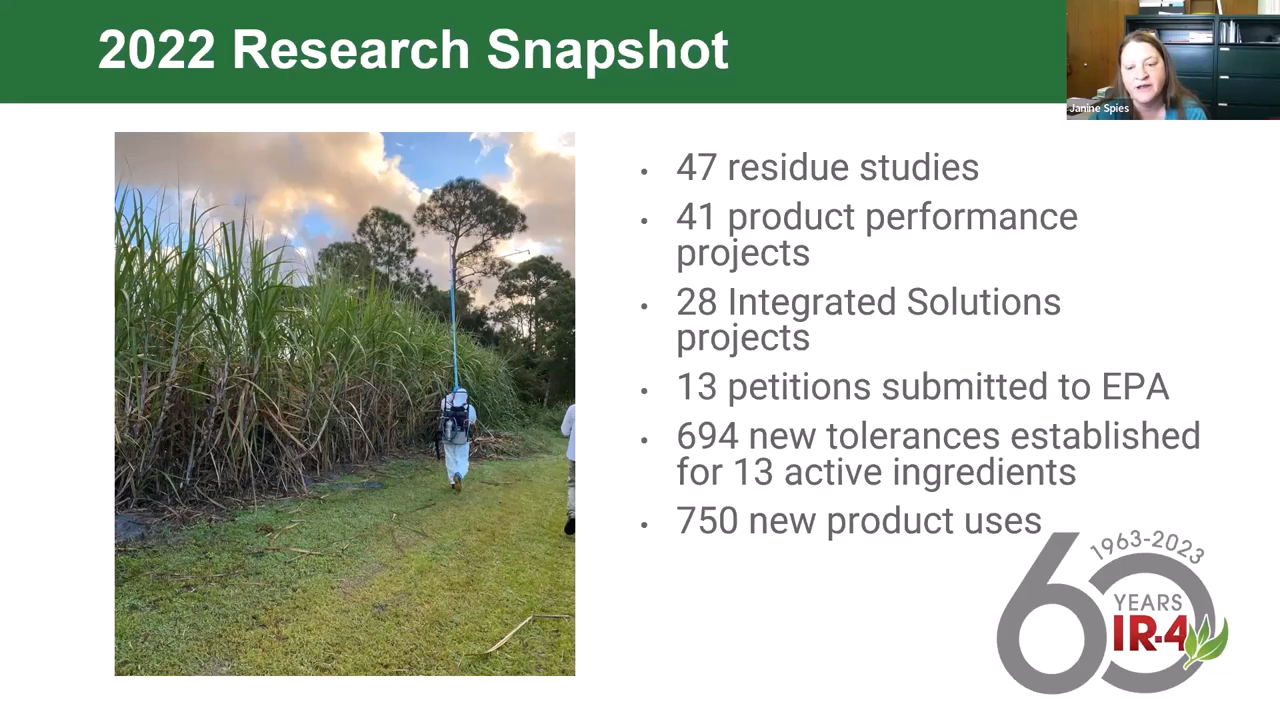 2022 Research Snapshot
Janine Spies
• 47 residue studies
• 41 product performance
projects
• 28 Integrated Solutions
projects
• 13 petitions submitted to EPA
• 694 new tolerances established
for 13 active ingredients
• 750 new product uses
1963-2023
60
YEARS
IR-4